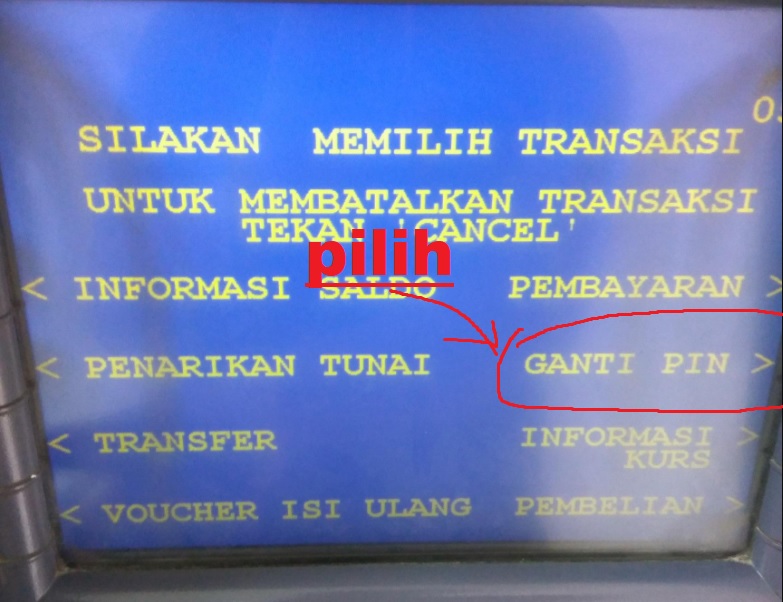 0.
SILAKAN MEMILIH TRANSAKSI
UNTUK MEMBATALKAN TRANSAKSI
TEKAN 'CANCEL'
pilih
< INFORMASI SALDO PEMBAYARAN >
< PENARIKAN TUNAI GANTI PIN >
< TRANSFER INFORMASI >
KURS
< VOUCHER ISI ULANG PEMBELIAN >